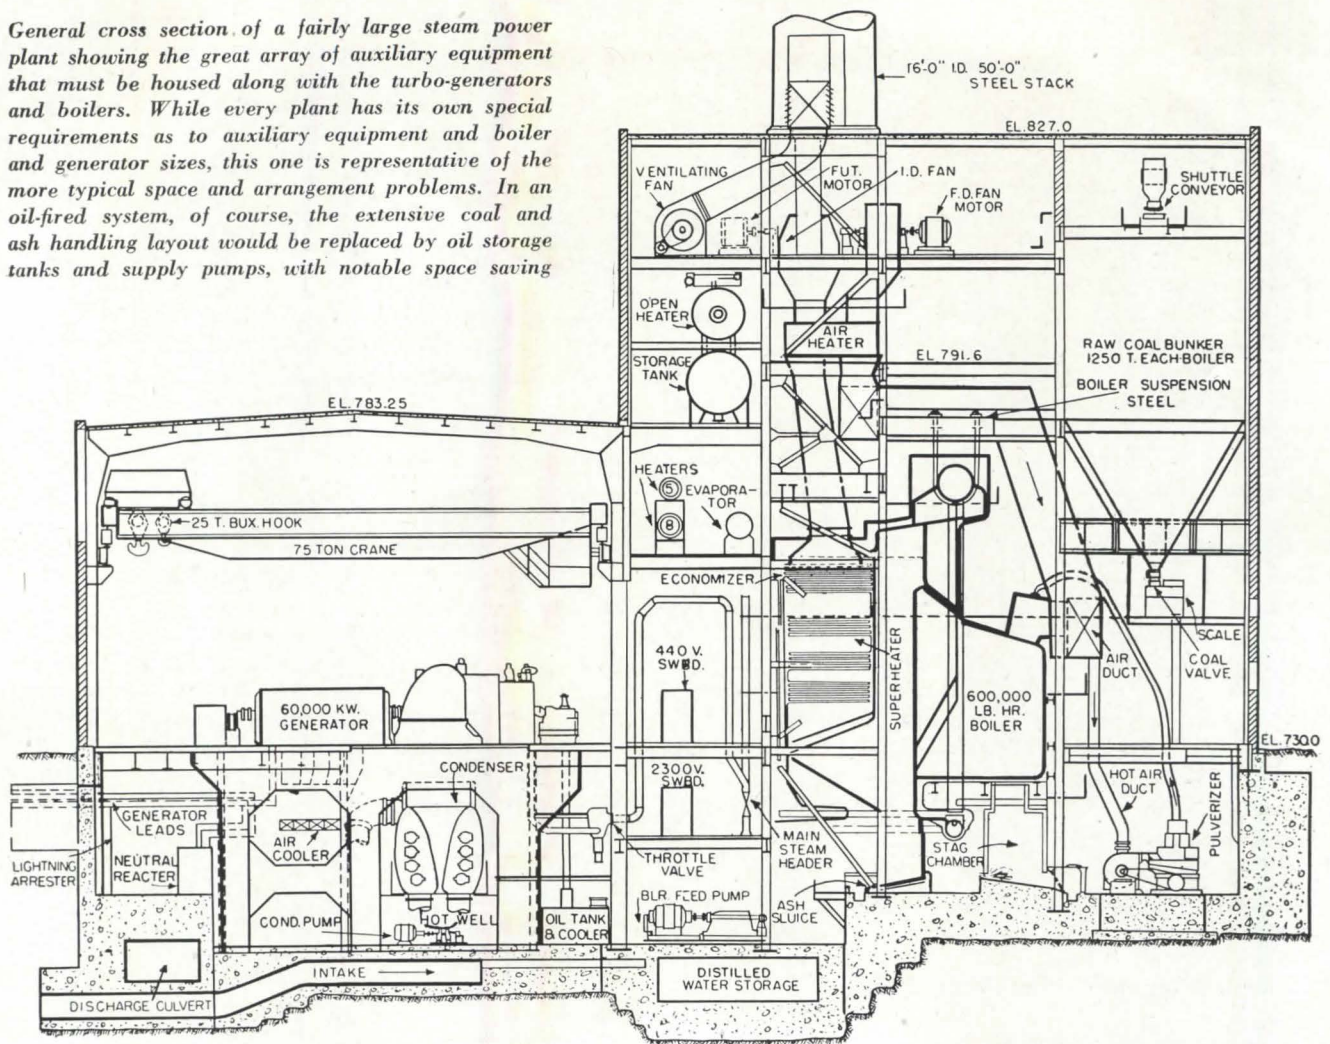 General cross section of a fairly large steam power
plant showing the great array of auxiliary equipment
that must be housed along with the turbo-generators
and boilers. While every plant has its own special
requirements as to auxiliary equipment and boiler
and generator sizes, this one is representative of the
more typical space and arrangement problems. In an
oil-fired system, of course, the extensive coal and
ash handling layout would be replaced by oil storage
tanks and supply pumps, with notable space saving
16'-0" I.D. 50'-0"
STEEL STACK
EL.827.0
VENTILATING
FAN
FUT.
MOTOR
I.D. FAN
F.D. FAN
MOTOR
SHUTTLE
CONVEYOR
OPEN
HEATER
AIR
HEATER
STORAGE
TANK
EL.791.6
RAW COAL BUNKER
1250 T. EACH-BOILER
BOILER SUSPENSION
STEEL
EL.783.25
HEATERS
5
8
EVAPORA-
TOR
25 T. BUX. HOOK
75 TON CRANE
ECONOMIZER
SUPERHEATER
440 V.
SWBD.
SCALE
COAL
VALVE
AIR
DUCT
600,000
LB. HR.
BOILER
60,000 KW.
GENERATOR
EL.730.0
CONDENSER
2300 V.
SWBD.
HOT AIR
DUCT
PULVERIZER
GENERATOR
LEADS
AIR
COOLER
LIGHTNING
ARRESTER
NEUTRAL
REACTER
THROTTLE
VALVE
MAIN
STEAM
HEADER
STAG
CHAMBER
COND. PUMP
HOT WELL
OIL TANK
& COOLER
BLR. FEED PUMP
ASH
SLUICE
INTAKE
DISCHARGE CULVERT
DISTILLED
WATER STORAGE